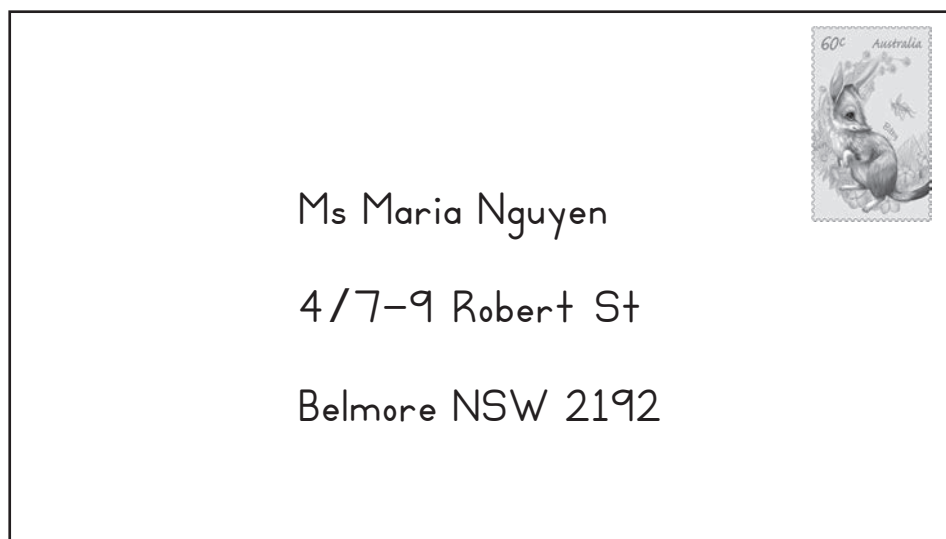 60c Australia
Bilby
Ms Maria Nguyen
4/7-9 Robert St
Belmore NSW 2192